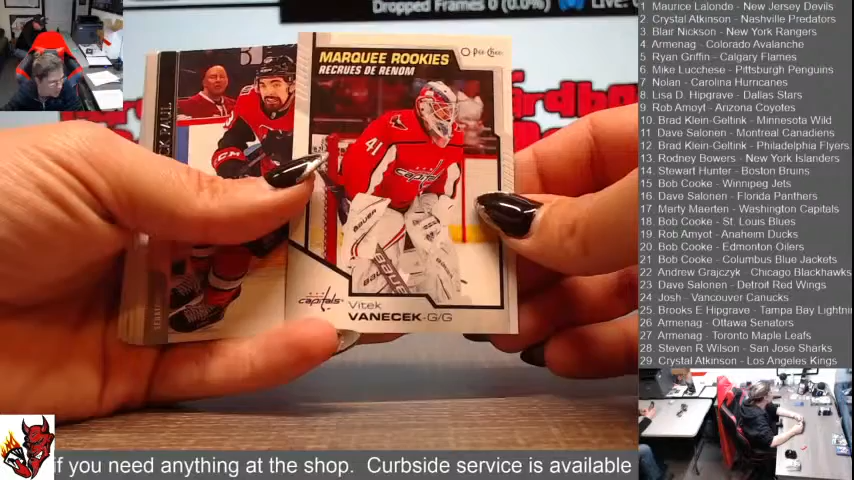 Dropped Frames 0 (0.0%) LIVE:
MARQUEE ROOKIES
RECRUES DE RENOM
O-Pee-Chee
41
Capitals
BAUER
BAUER
CCM
K PAUL
capitals
Vitek
VANECEK-G/G
1 Maurice Lalonde - New Jersey Devils
2 Crystal Atkinson - Nashville Predators
3 Blair Nickson - New York Rangers
4 Armenag - Colorado Avalanche
5 Ryan Griffin - Calgary Flames
6 Mike Lucchese - Pittsburgh Penguins
7 Nolan - Carolina Hurricanes
8 Lisa D. Hipgrave - Dallas Stars
9 Rob Amoyt - Arizona Coyotes
10 Brad Klein-Geltink - Minnesota Wild
11 Dave Salonen - Montreal Canadiens
12 Brad Klein-Geltink - Philadelphia Flyers
13 Rodney Bowers - New York Islanders
14 Stewart Hunter - Boston Bruins
15 Bob Cooke - Winnipeg Jets
16 Dave Salonen - Florida Panthers
17 Marty Maerten - Washington Capitals
18 Bob Cooke - St. Louis Blues
19 Rob Amyot - Anaheim Ducks
20 Bob Cooke - Edmonton Oilers
21 Bob Cooke - Columbus Blue Jackets
22 Andrew Grajczyk - Chicago Blackhawks
23 Dave Salonen - Detroit Red Wings
24 Josh - Vancouver Canucks
25 Brooks E Hipgrave - Tampa Bay Lightni
26 Armenag - Ottawa Senators
27 Armenag - Toronto Maple Leafs
28 Steven R Wilson - San Jose Sharks
29 Crystal Atkinson - Los Angeles Kings
f you need anything at the shop. Curbside service is available